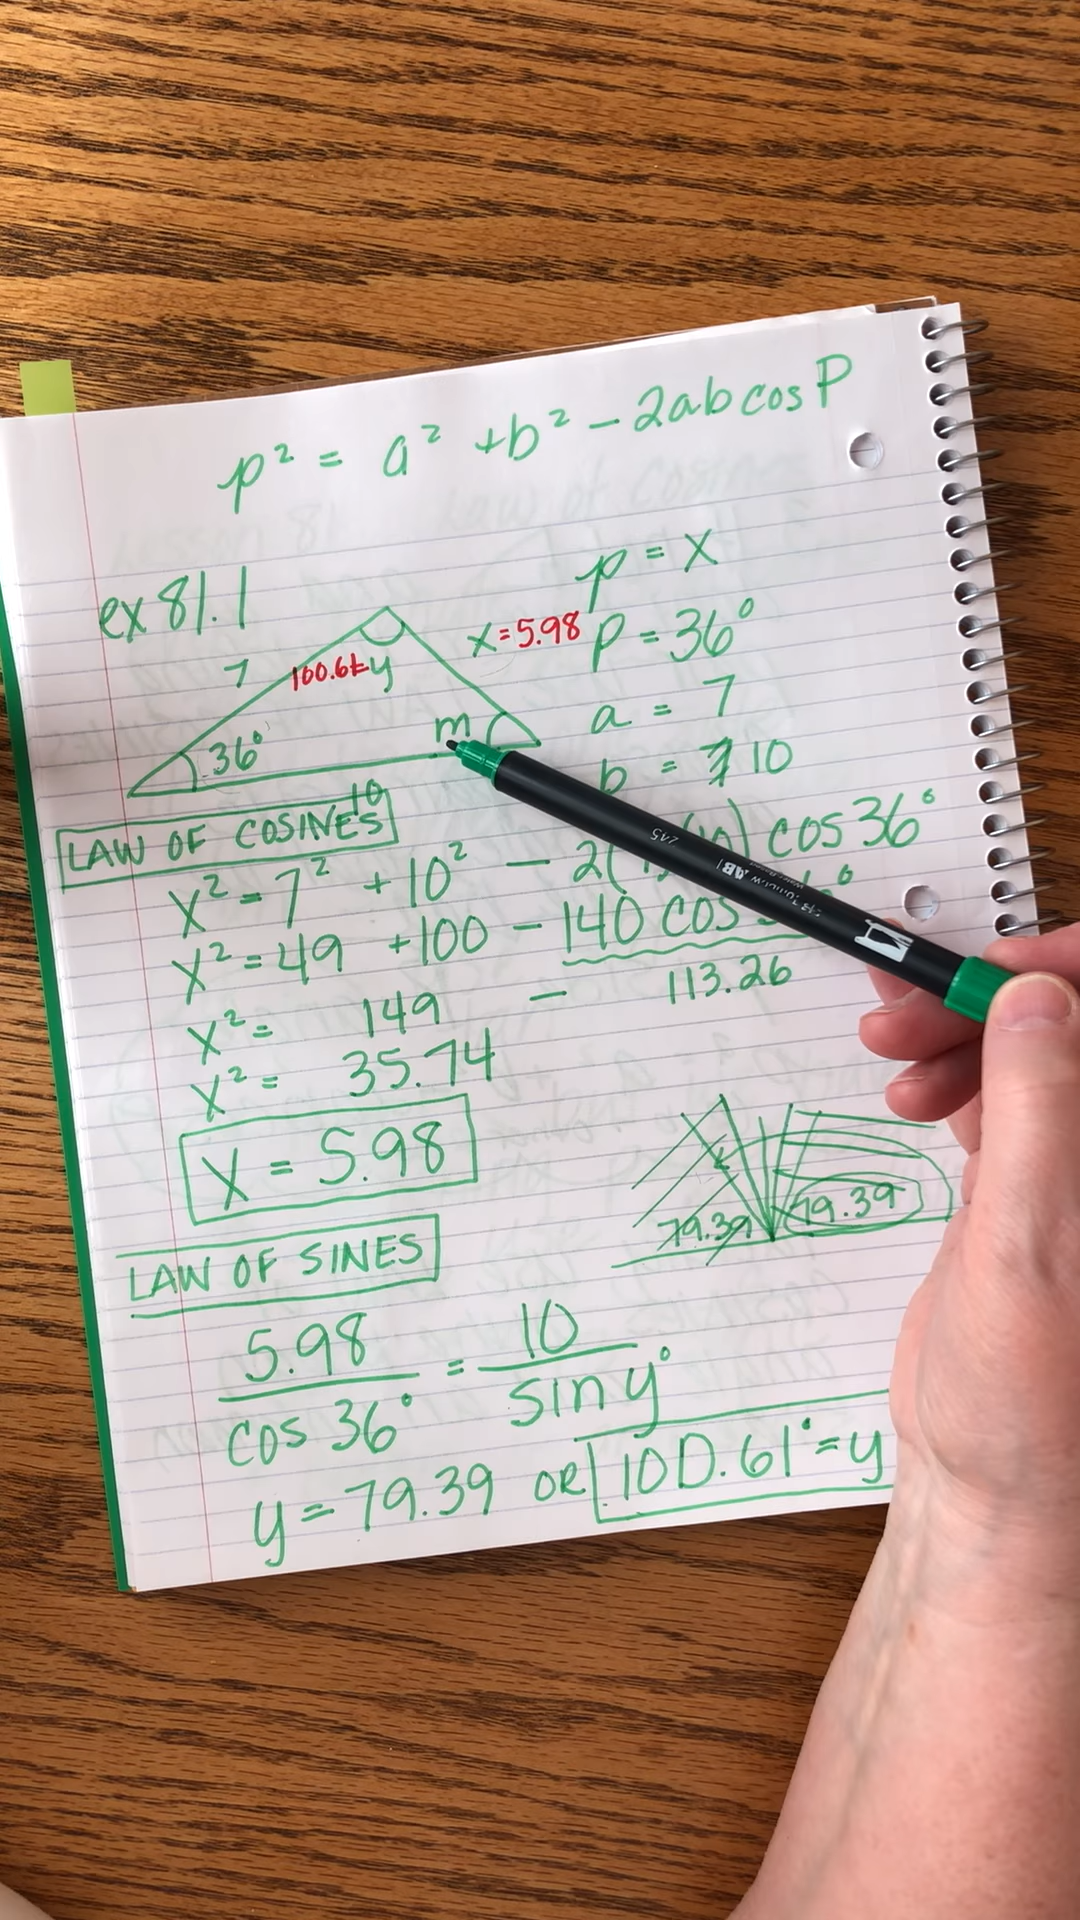 p² = a² + b² - 2ab cos P
ex 81.1
p = x
7
100.61
y
x = 5.98
P = 36°
m
a = 7
36°
b = 7 10
10
LAW OF COSINES
x² = 7² + 10² - 2( ) cos 36°
x² = 49 + 100 - 140 cos
x² = 149 - 113.26
x² = 35.74
x = 5.98
79.39 79.39
LAW OF SINES
5.98 = 10
cos 36° sin y°
y = 79.39 OR 100.61° = y